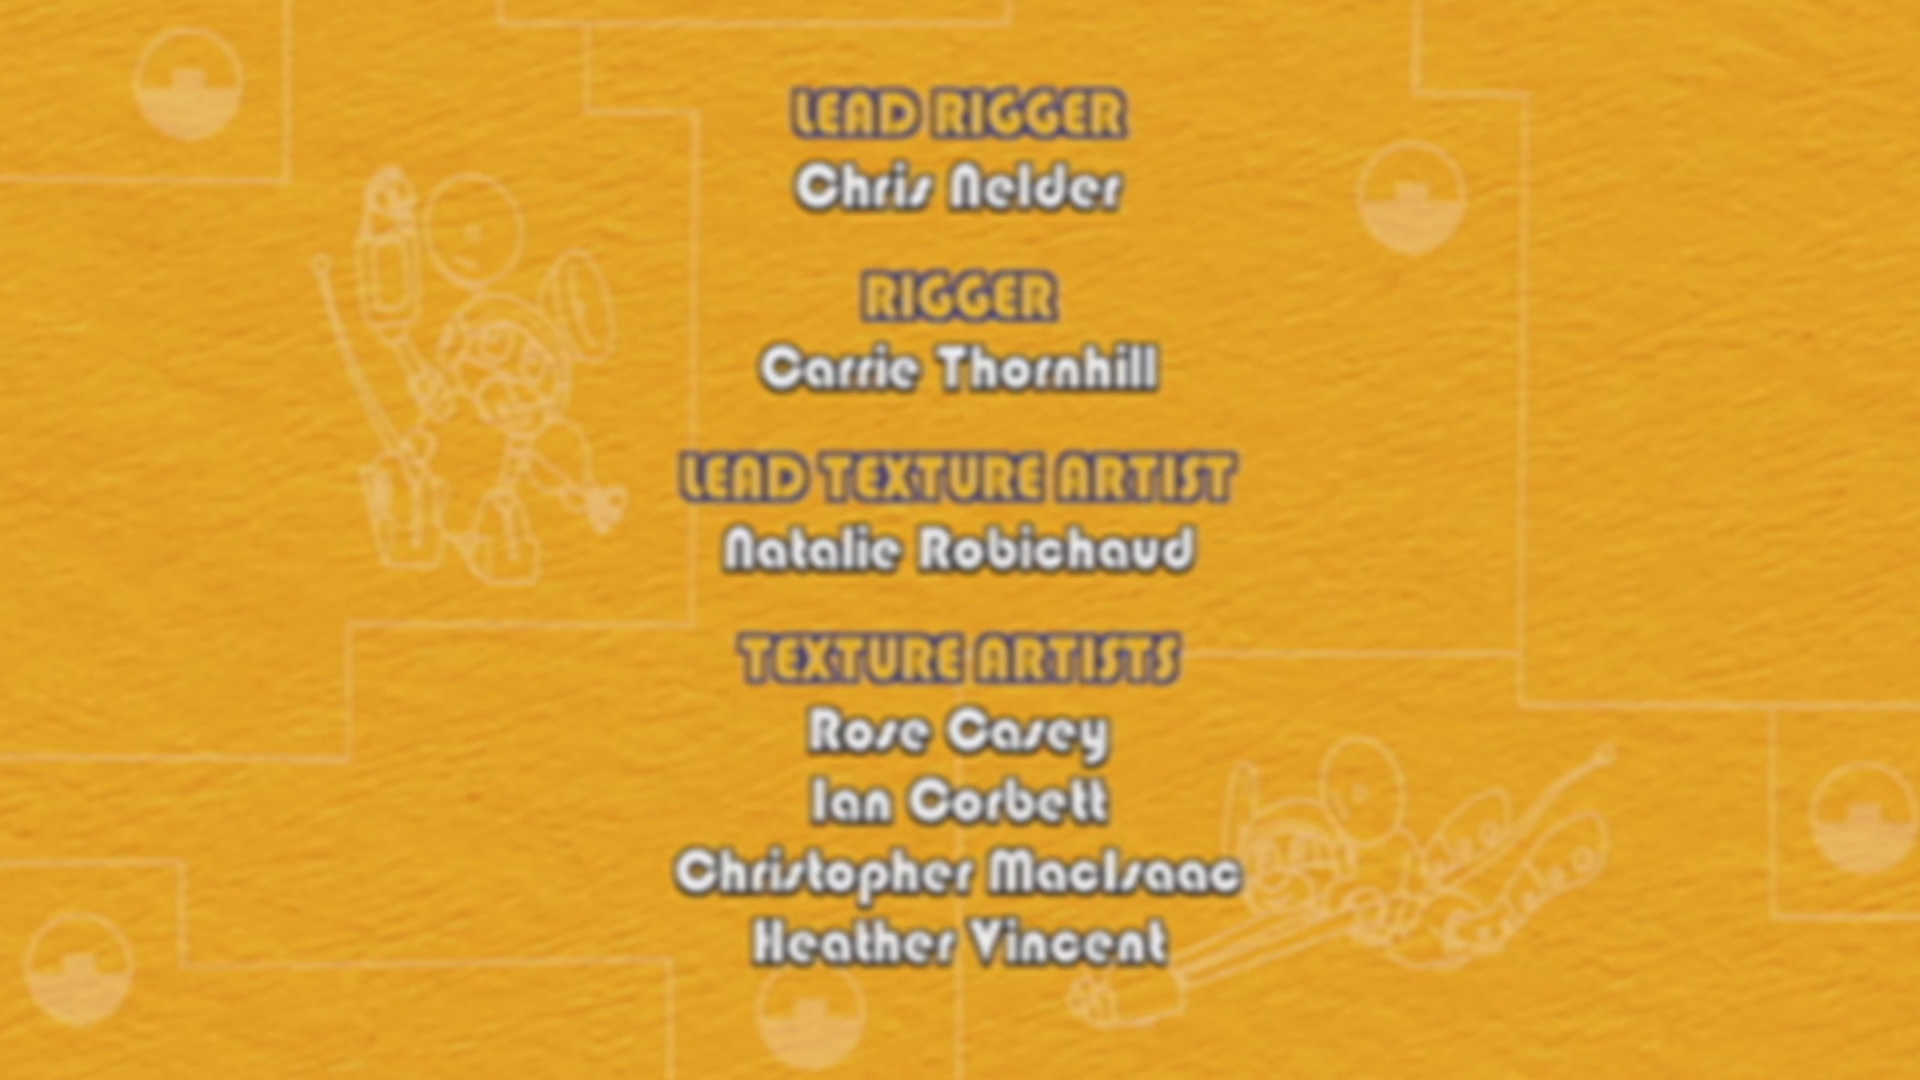 LEAD RIGGER
Chris Nelder
RIGGER
Carrie Thornhill
LEAD TEXTURE ARTIST
Natalie Robichaud
TEXTURE ARTISTS
Rose Casey
Ian Corbett
Christopher MacIsaac
Heather Vincent